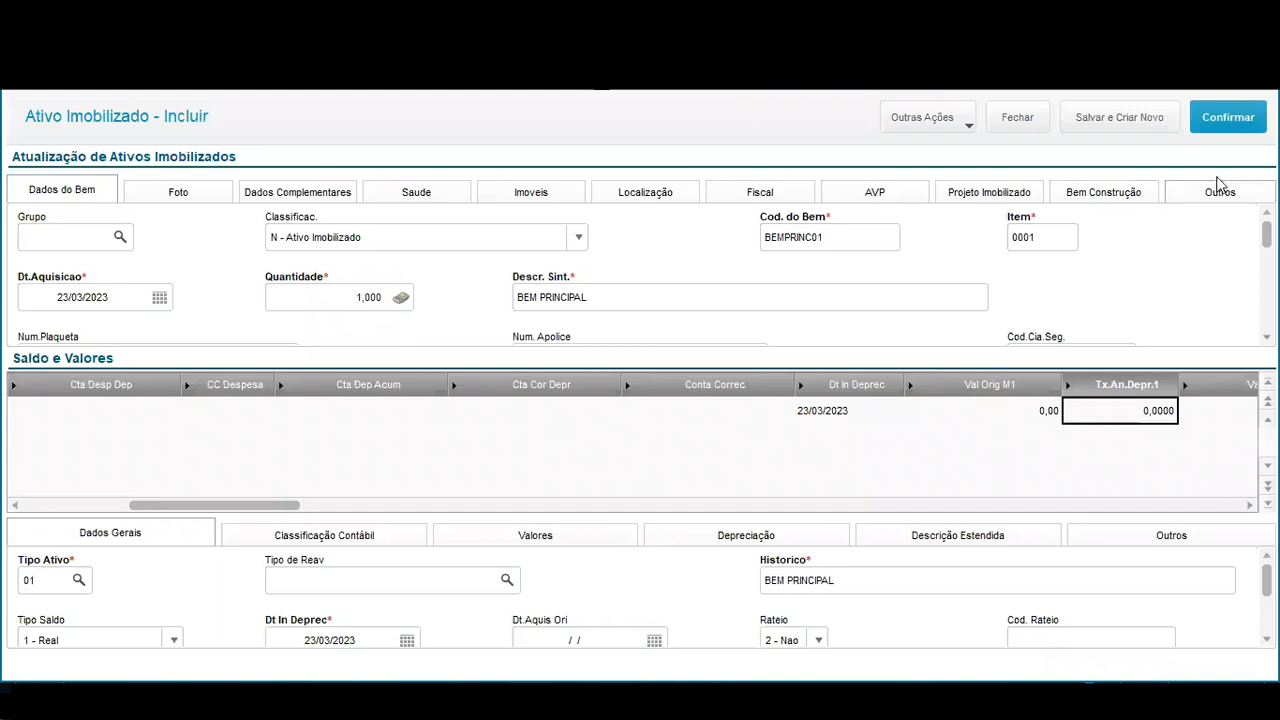 Ativo Imobilizado - Incluir
Outras Ações
Fechar
Salvar e Criar Novo
Confirmar
Atualização de Ativos Imobilizados
Dados do Bem
Foto
Dados Complementares
Saude
Imoveis
Localização
Fiscal
AVP
Projeto Imobilizado
Bem Construção
Outros
Grupo
Classificac.
Cod. do Bem*
Item*
N - Ativo Imobilizado
BEMPRINC01
0001
Dt.Aquisicao*
Quantidade*
Descr. Sint.*
23/03/2023
1,000
BEM PRINCIPAL
Num.Plaqueta
Num. Apolice
Cod.Cia.Seg.
Saldo e Valores
Cta Desp Dep
CC Despesa
Cta Dep Acum
Cta Cor Depr
Conta Correc
Dt In Deprec
Val Orig M1
Tx.An.Depr.1
23/03/2023
0,00
0,0000
Dados Gerais
Classificação Contábil
Valores
Depreciação
Descrição Estendida
Outros
Tipo Ativo*
Tipo de Reav
Historico*
01
BEM PRINCIPAL
Tipo Saldo
Dt In Deprec*
Dt.Aquis Ori
Rateio
Cod. Rateio
1 - Real
23/03/2023
/ /
2 - Nao